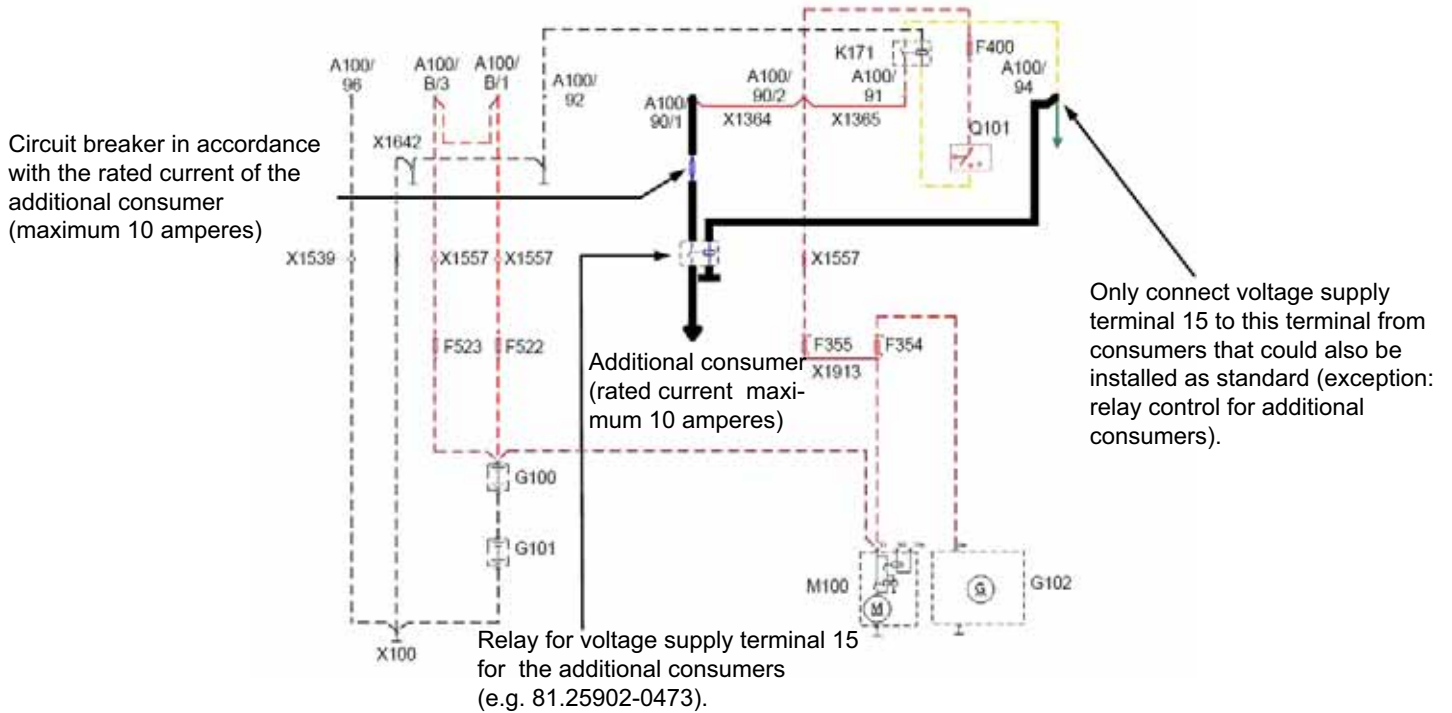 K171
F400
A100/
96
A100/
B/3
A100/
B/1
A100/
92
A100/
90/1
A100/
90/2
A100/
91
A100/
94
X1364
X1365
Q101
X1642
Circuit breaker in accordance
with the rated current of the
additional consumer
(maximum 10 amperes)
X1539
X1557
X1557
X1557
Only connect voltage supply
terminal 15 to this terminal from
consumers that could also be
installed as standard (exception:
relay control for additional
consumers).
F523
F522
F355
F354
X1913
Additional consumer
(rated current maxi-
mum 10 amperes)
G100
G101
M100
M
G
G102
X100
Relay for voltage supply terminal 15
for the additional consumers
(e.g. 81.25902-0473).